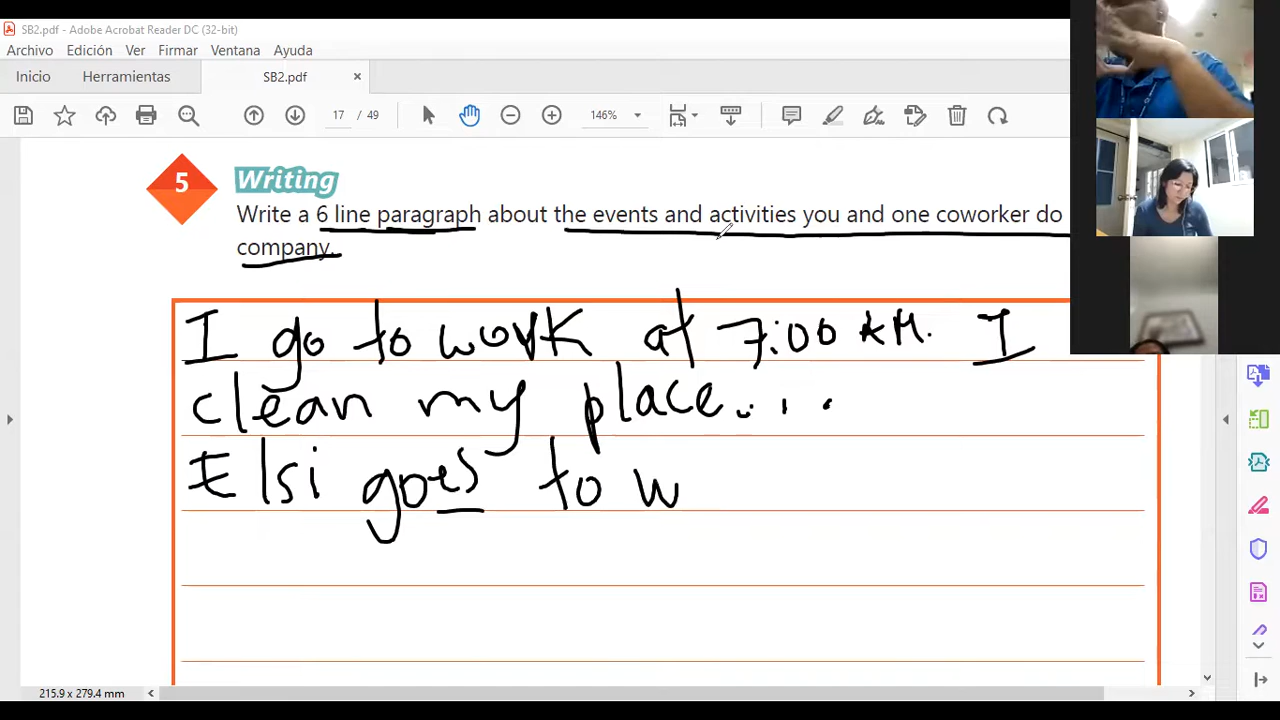 SB2.pdf - Adobe Acrobat Reader DC (32-bit)
Archivo Edición Ver Firmar Ventana Ayuda
Inicio Herramientas SB2.pdf ×
17 / 49 146%
5 Writing
Write a 6 line paragraph about the events and activities you and one coworker do
company.
I go to work at 7:00 AM. I
clean my place...
Elsi goes to w
215.9 x 279.4 mm